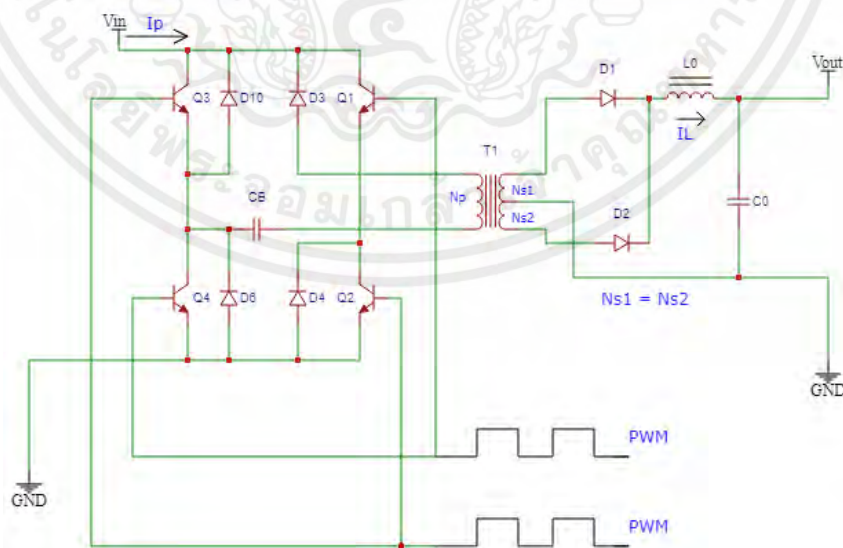 Vin
Ip
Vout
Q3
D10
D3
Q1
D1
L0
IL
T1
Np
Ns1
Ns2
CB
D2
C0
Q4
D6
D4
Q2
Ns1 = Ns2
GND
GND
PWM
PWM